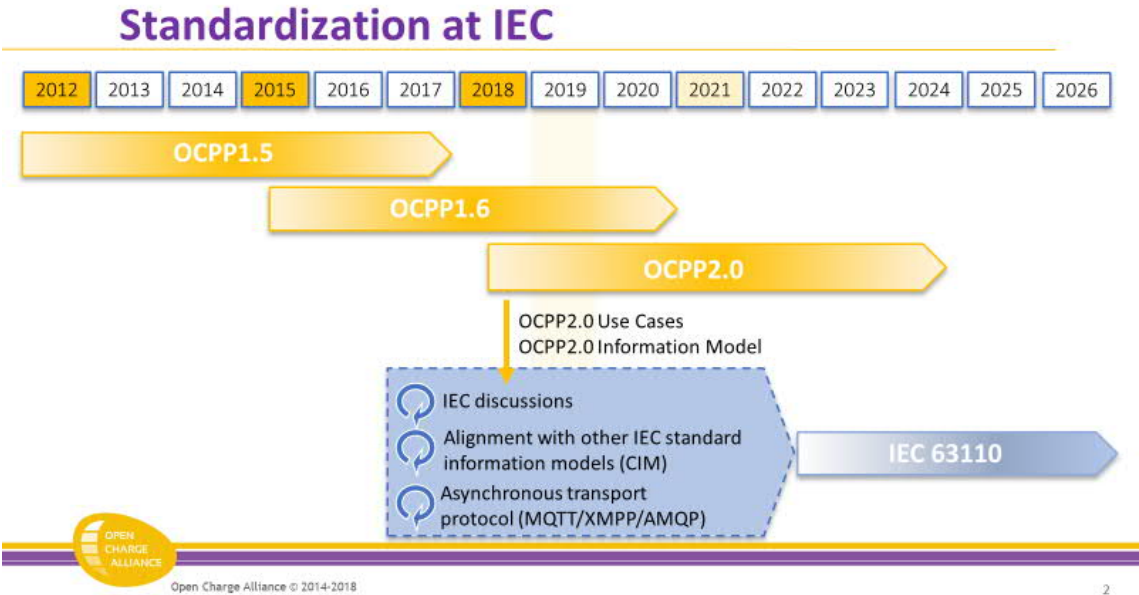 Standardization at IEC
2012 2013 2014 2015 2016 2017 2018 2019 2020 2021 2022 2023 2024 2025 2026
OCPP1.5
OCPP1.6
OCPP2.0
OCPP2.0 Use Cases
OCPP2.0 Information Model
IEC discussions
Alignment with other IEC standard
information models (CIM)
Asynchronous transport
protocol (MQTT/XMPP/AMQP)
IEC 63110
OPEN
CHARGE
ALLIANCE
Open Charge Alliance © 2014-2018
2